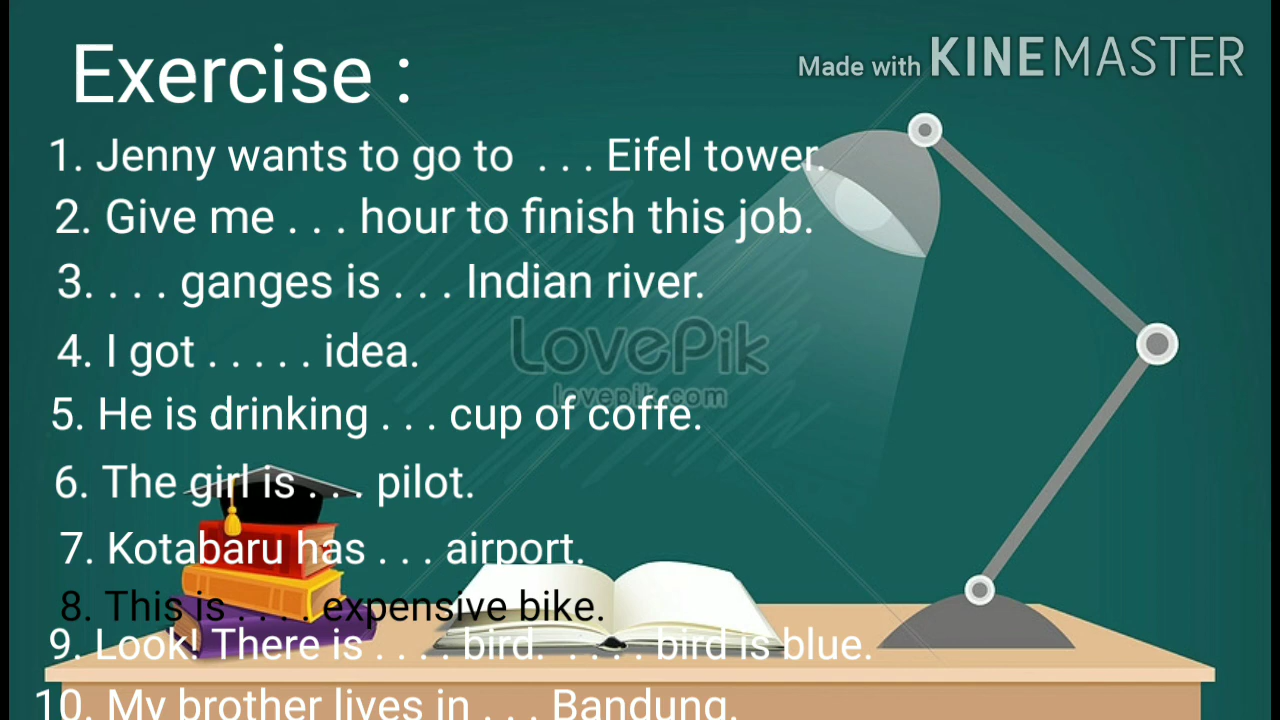 Exercise :
Made with KINEMASTER
1. Jenny wants to go to . . . Eifel tower.
2. Give me . . . hour to finish this job.
3. . . . ganges is . . . Indian river.
4. I got . . . . . idea.
LovePik
lovepik.com
5. He is drinking . . . cup of coffe.
6. The girl is . . . pilot.
7. Kotabaru has . . . airport.
8. This is . . . . expensive bike.
9. Look! There is . . . . bird. . . . . bird is blue.
10. My brother lives in . . . Bandung.